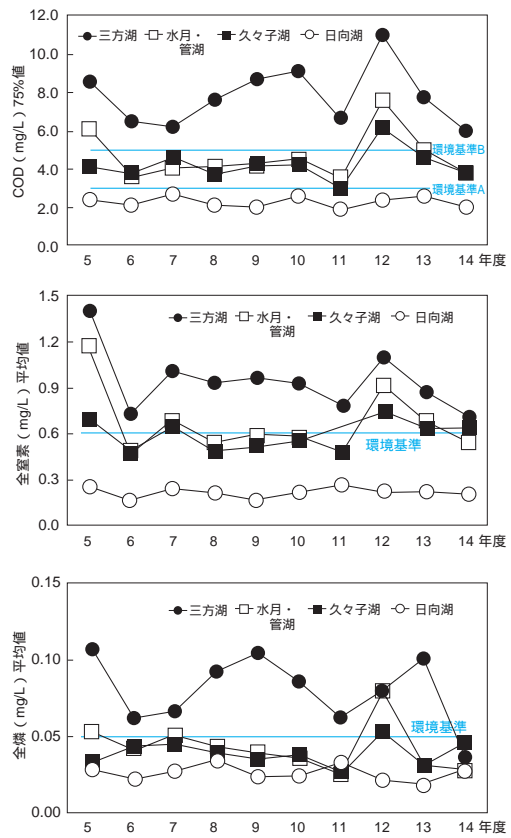 COD（mg/L）75%値
12.0
10.0
8.0
6.0
4.0
2.0
0.0
三方湖 水月・管湖 久々子湖 日向湖
環境基準B
環境基準A
5 6 7 8 9 10 11 12 13 14 年度
全窒素（mg/L）平均値
1.5
1.2
0.9
0.6
0.3
0.0
三方湖 水月・管湖 久々子湖 日向湖
環境基準
5 6 7 8 9 10 11 12 13 14 年度
全燐（mg/L）平均値
0.15
0.10
0.05
0.00
三方湖 水月・管湖 久々子湖 日向湖
環境基準
5 6 7 8 9 10 11 12 13 14 年度